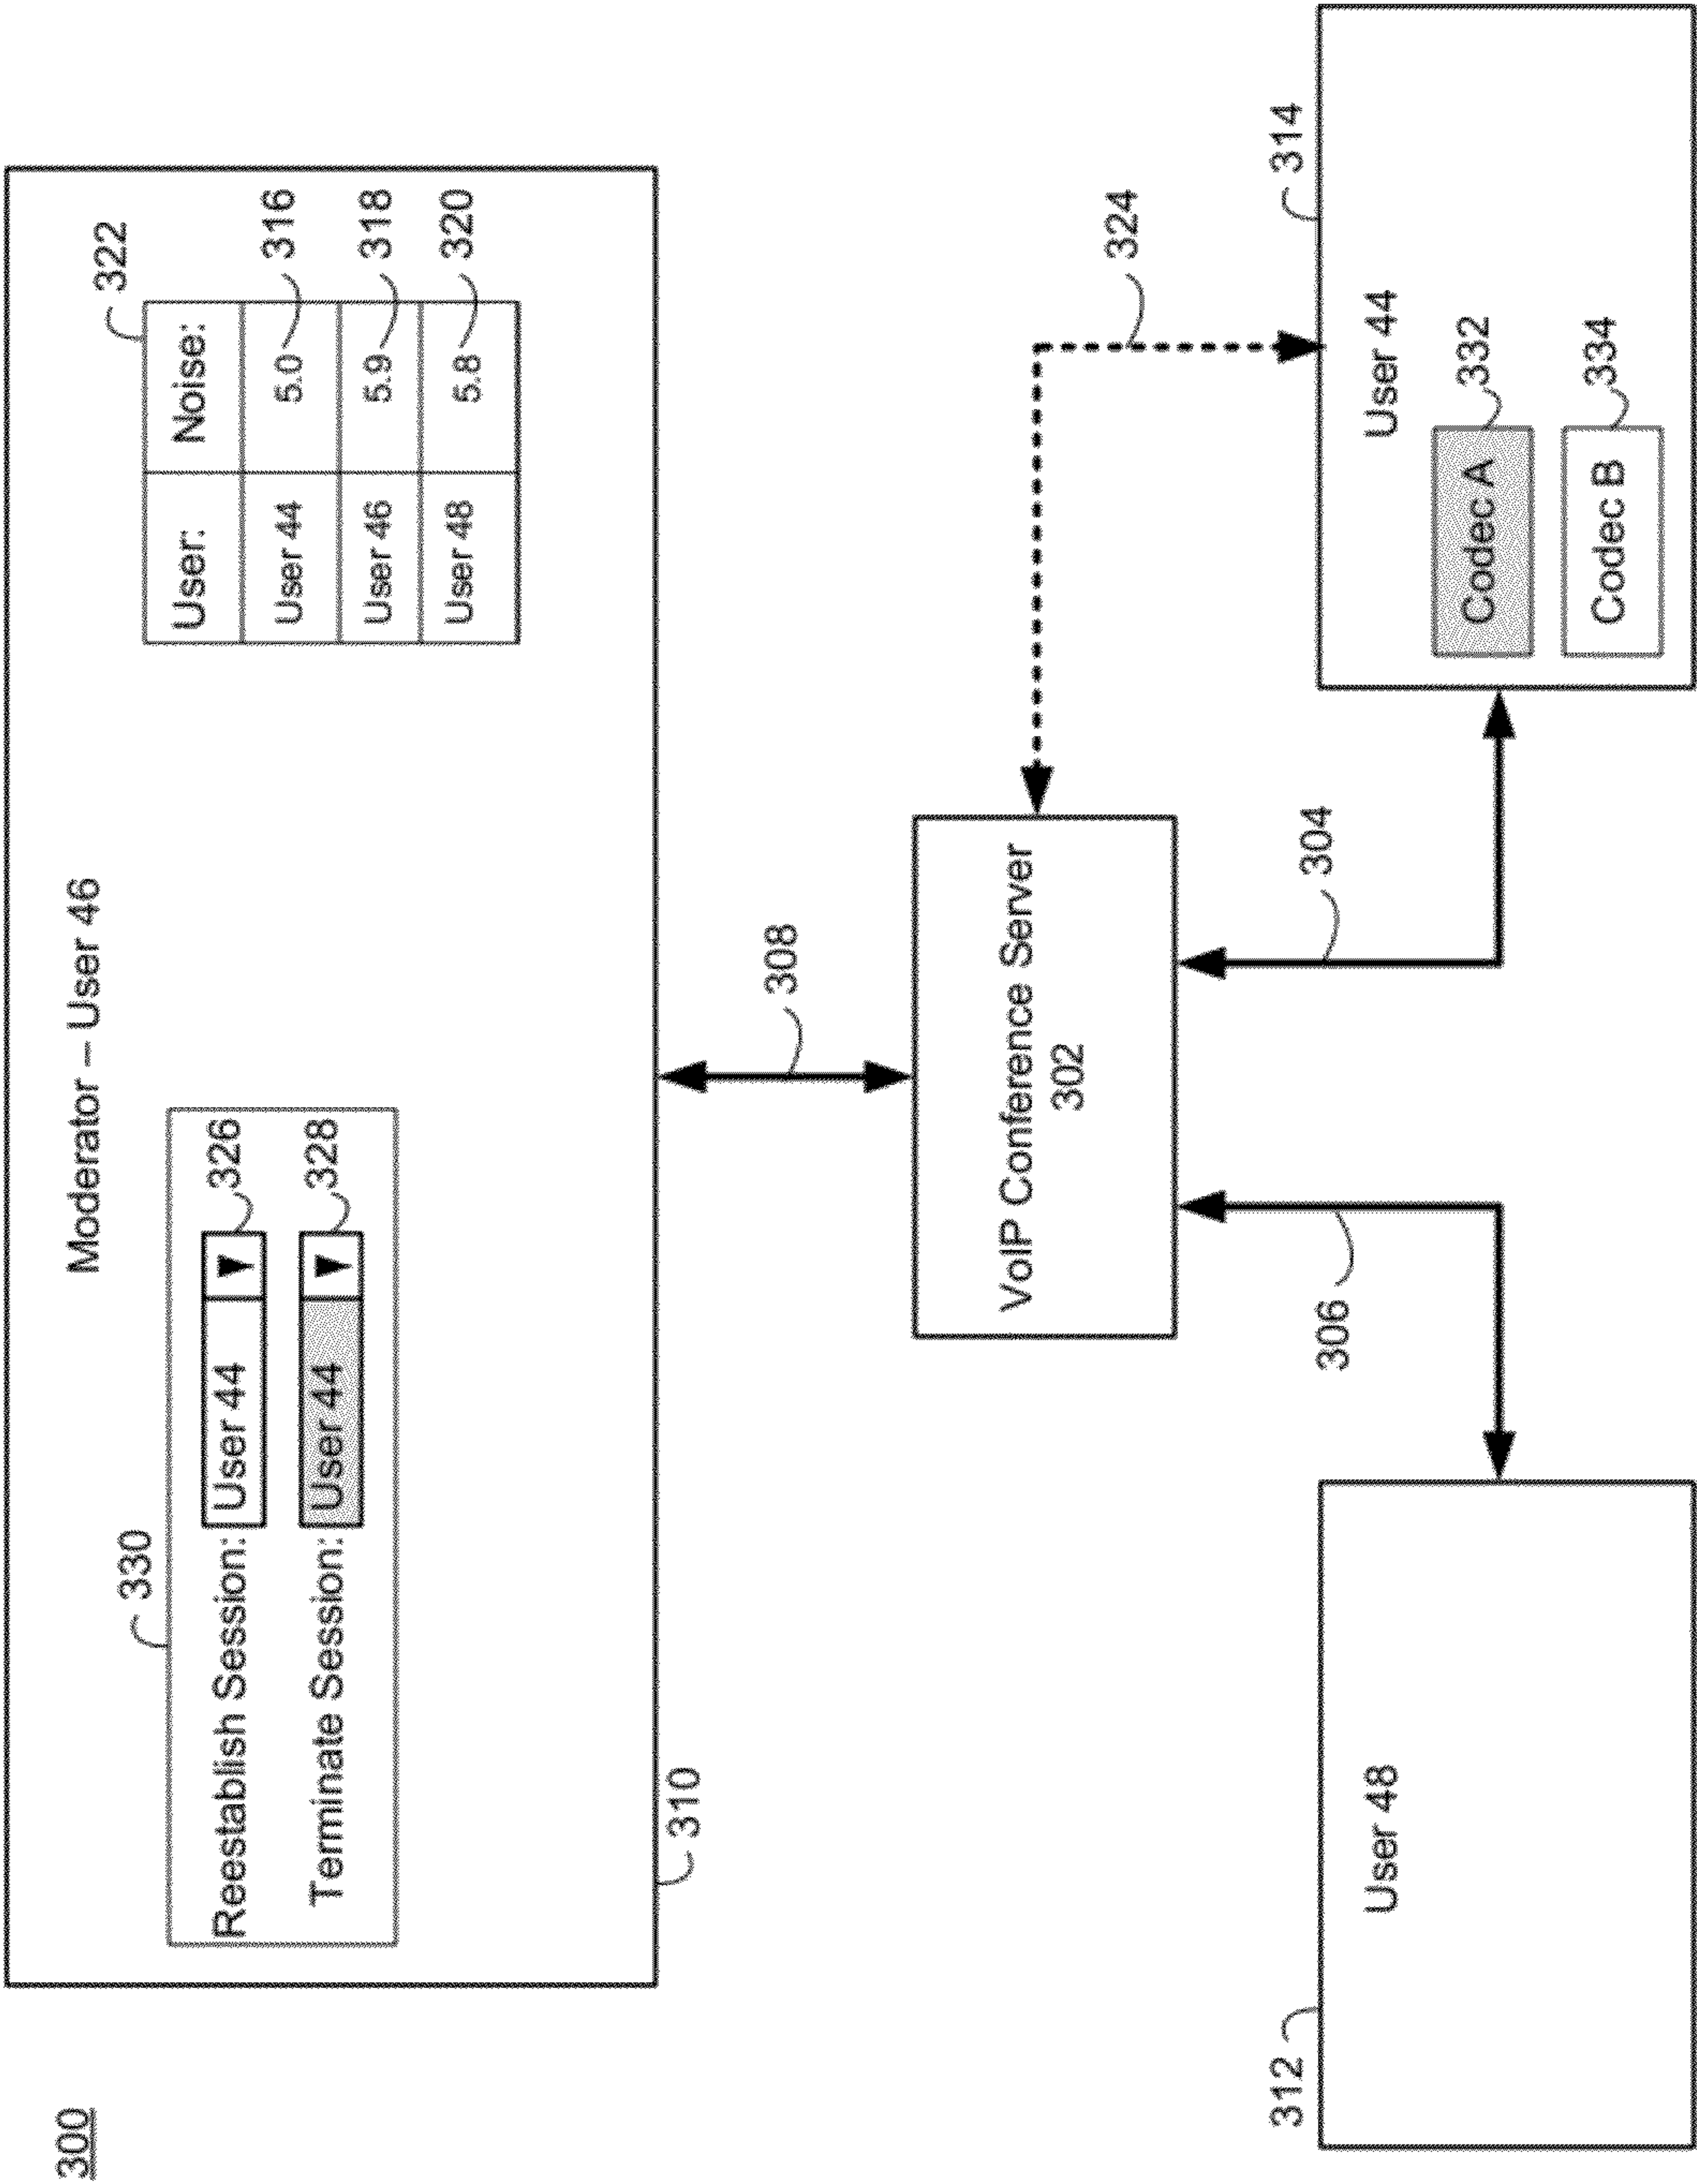 300
Moderator – User 46
330
Reestablish Session: User 44 326
Terminate Session: User 44 328
322
User: Noise:
User 44 5.0 316
User 46 5.9 318
User 48 5.8 320
310
308
VoIP Conference Server
302
324
306
304
312
User 48
314
User 44
Codec A 332
Codec B 334